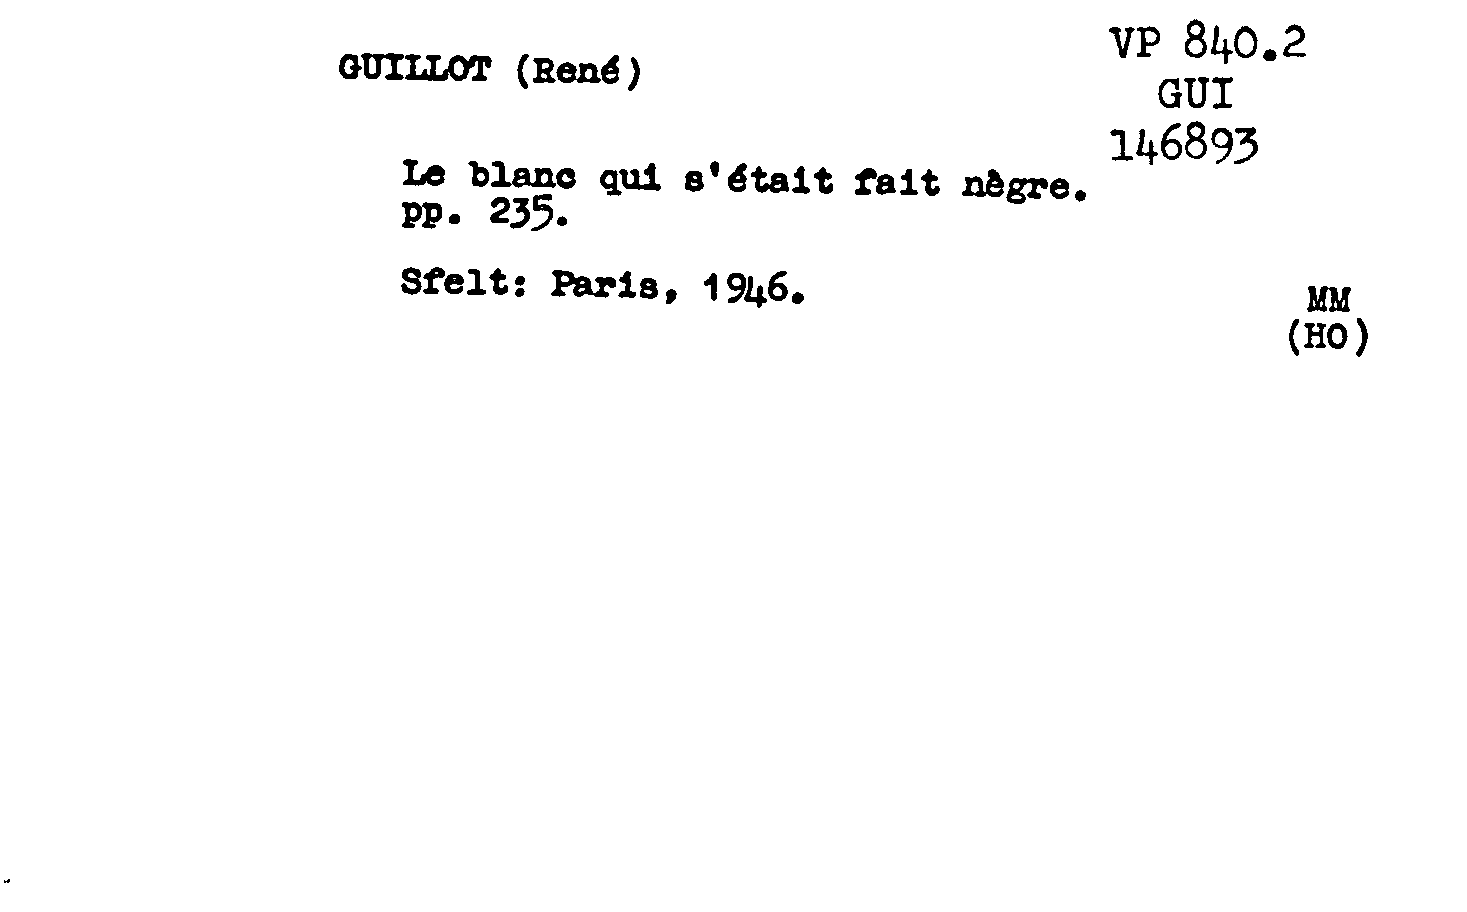 GUILLOT (René)
VP 840.2
GUI
146893
Le blanc qui s'était fait nègre.
pp. 235.
Sfelt: Paris, 1946.
MM
(HO)